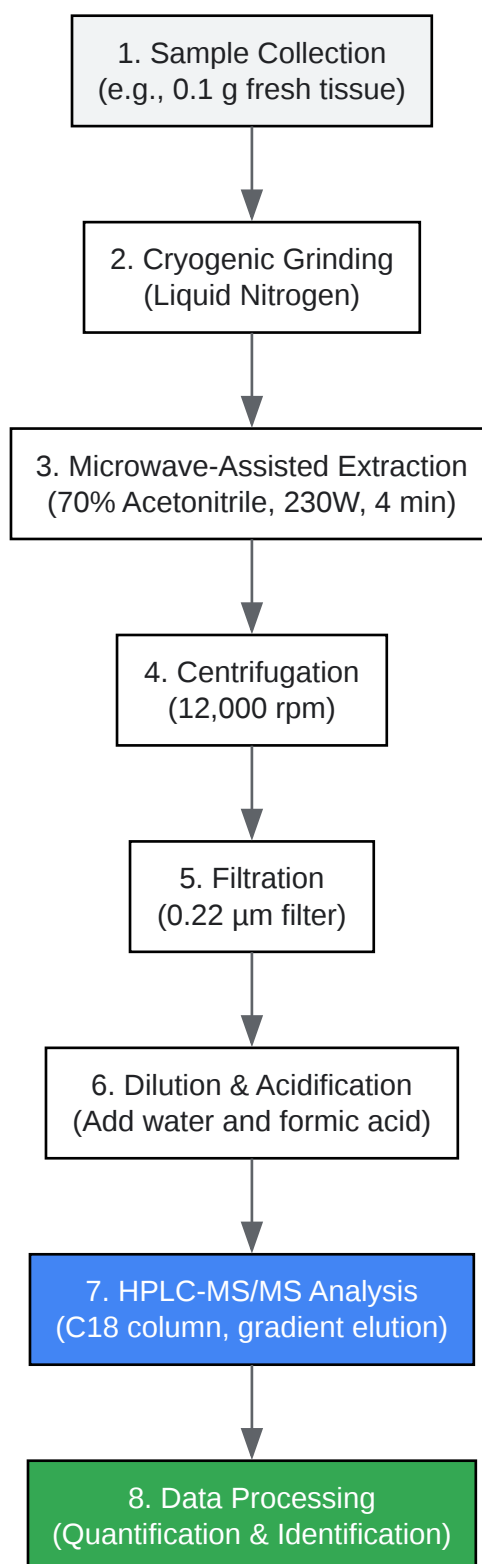 1. Sample Collection
(e.g., 0.1 g fresh tissue)
2. Cryogenic Grinding
(Liquid Nitrogen)
3. Microwave-Assisted Extraction
(70% Acetonitrile, 230W, 4 min)
4. Centrifugation
(12,000 rpm)
5. Filtration
(0.22 µm filter)
6. Dilution & Acidification
(Add water and formic acid)
7. HPLC-MS/MS Analysis
(C18 column, gradient elution)
8. Data Processing
(Quantification & Identification)